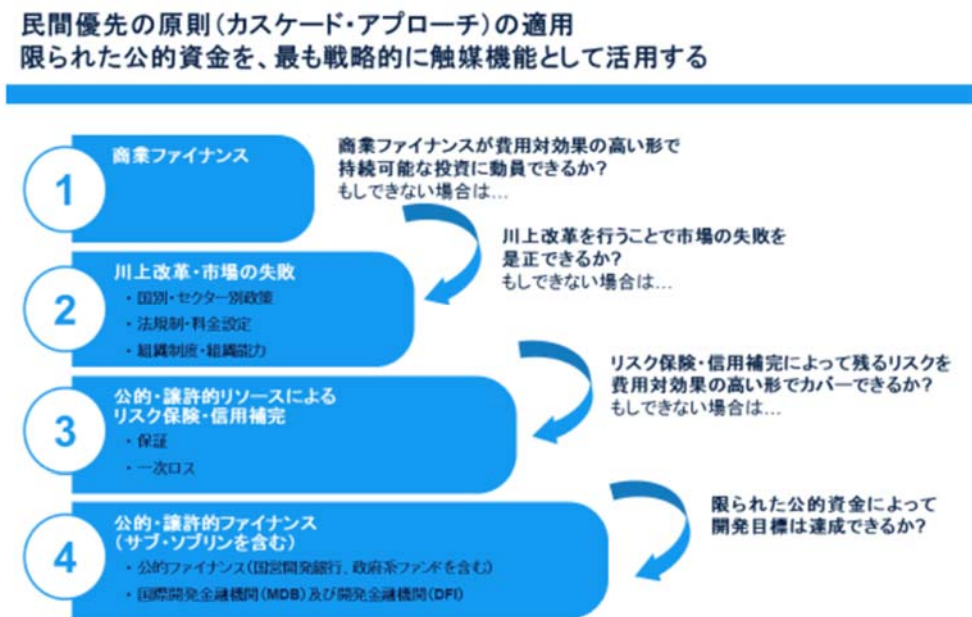 民間優先の原則(カスケード・アプローチ)の適用
限られた公的資金を、最も戦略的に触媒機能として活用する
1
商業ファイナンス
商業ファイナンスが費用対効果の高い形で
持続可能な投資に動員できるか?
もしできない場合は…
2
川上改革・市場の失敗
・国別・セクター別政策
・法規制・料金設定
・組織制度・組織能力
川上改革を行うことで市場の失敗を
是正できるか?
もしできない場合は…
3
公的・譲許的リソースによる
リスク保険・信用補完
・保証
・一次ロス
リスク保険・信用補完によって残るリスクを
費用対効果の高い形でカバーできるか?
もしできない場合は…
4
公的・譲許的ファイナンス
(サブ・ソブリンを含む)
・公的ファイナンス(国営開発銀行、政府系ファンドを含む)
・国際開発金融機関(MDB)及び開発金融機関(DFI)
限られた公的資金によって
開発目標は達成できるか?